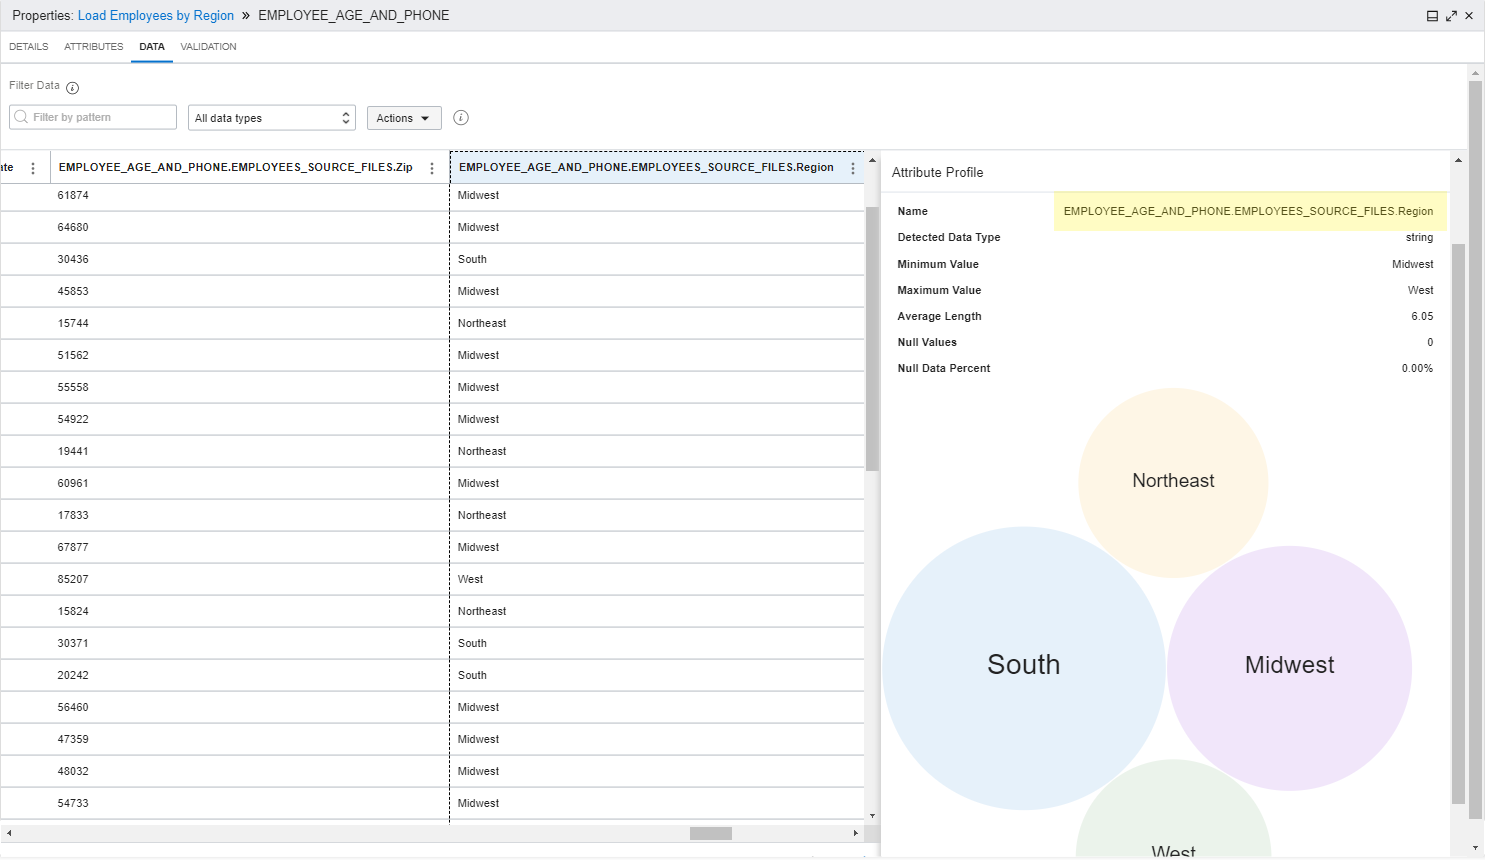 Properties: Load Employees by Region » EMPLOYEE_AGE_AND_PHONE
DETAILS ATTRIBUTES DATA VALIDATION
Filter Data
Filter by pattern All data types Actions
ate EMPLOYEE_AGE_AND_PHONE.EMPLOYEES_SOURCE_FILES.Zip EMPLOYEE_AGE_AND_PHONE.EMPLOYEES_SOURCE_FILES.Region
61874 Midwest
64680 Midwest
30436 South
45853 Midwest
15744 Northeast
51562 Midwest
55558 Midwest
54922 Midwest
19441 Northeast
60961 Midwest
17833 Northeast
67877 Midwest
85207 West
15824 Northeast
30371 South
20242 South
56460 Midwest
47359 Midwest
48032 Midwest
54733 Midwest
Attribute Profile
Name EMPLOYEE_AGE_AND_PHONE.EMPLOYEES_SOURCE_FILES.Region
Detected Data Type string
Minimum Value Midwest
Maximum Value West
Average Length 6.05
Null Values 0
Null Data Percent 0.00%
Northeast
South Midwest
West